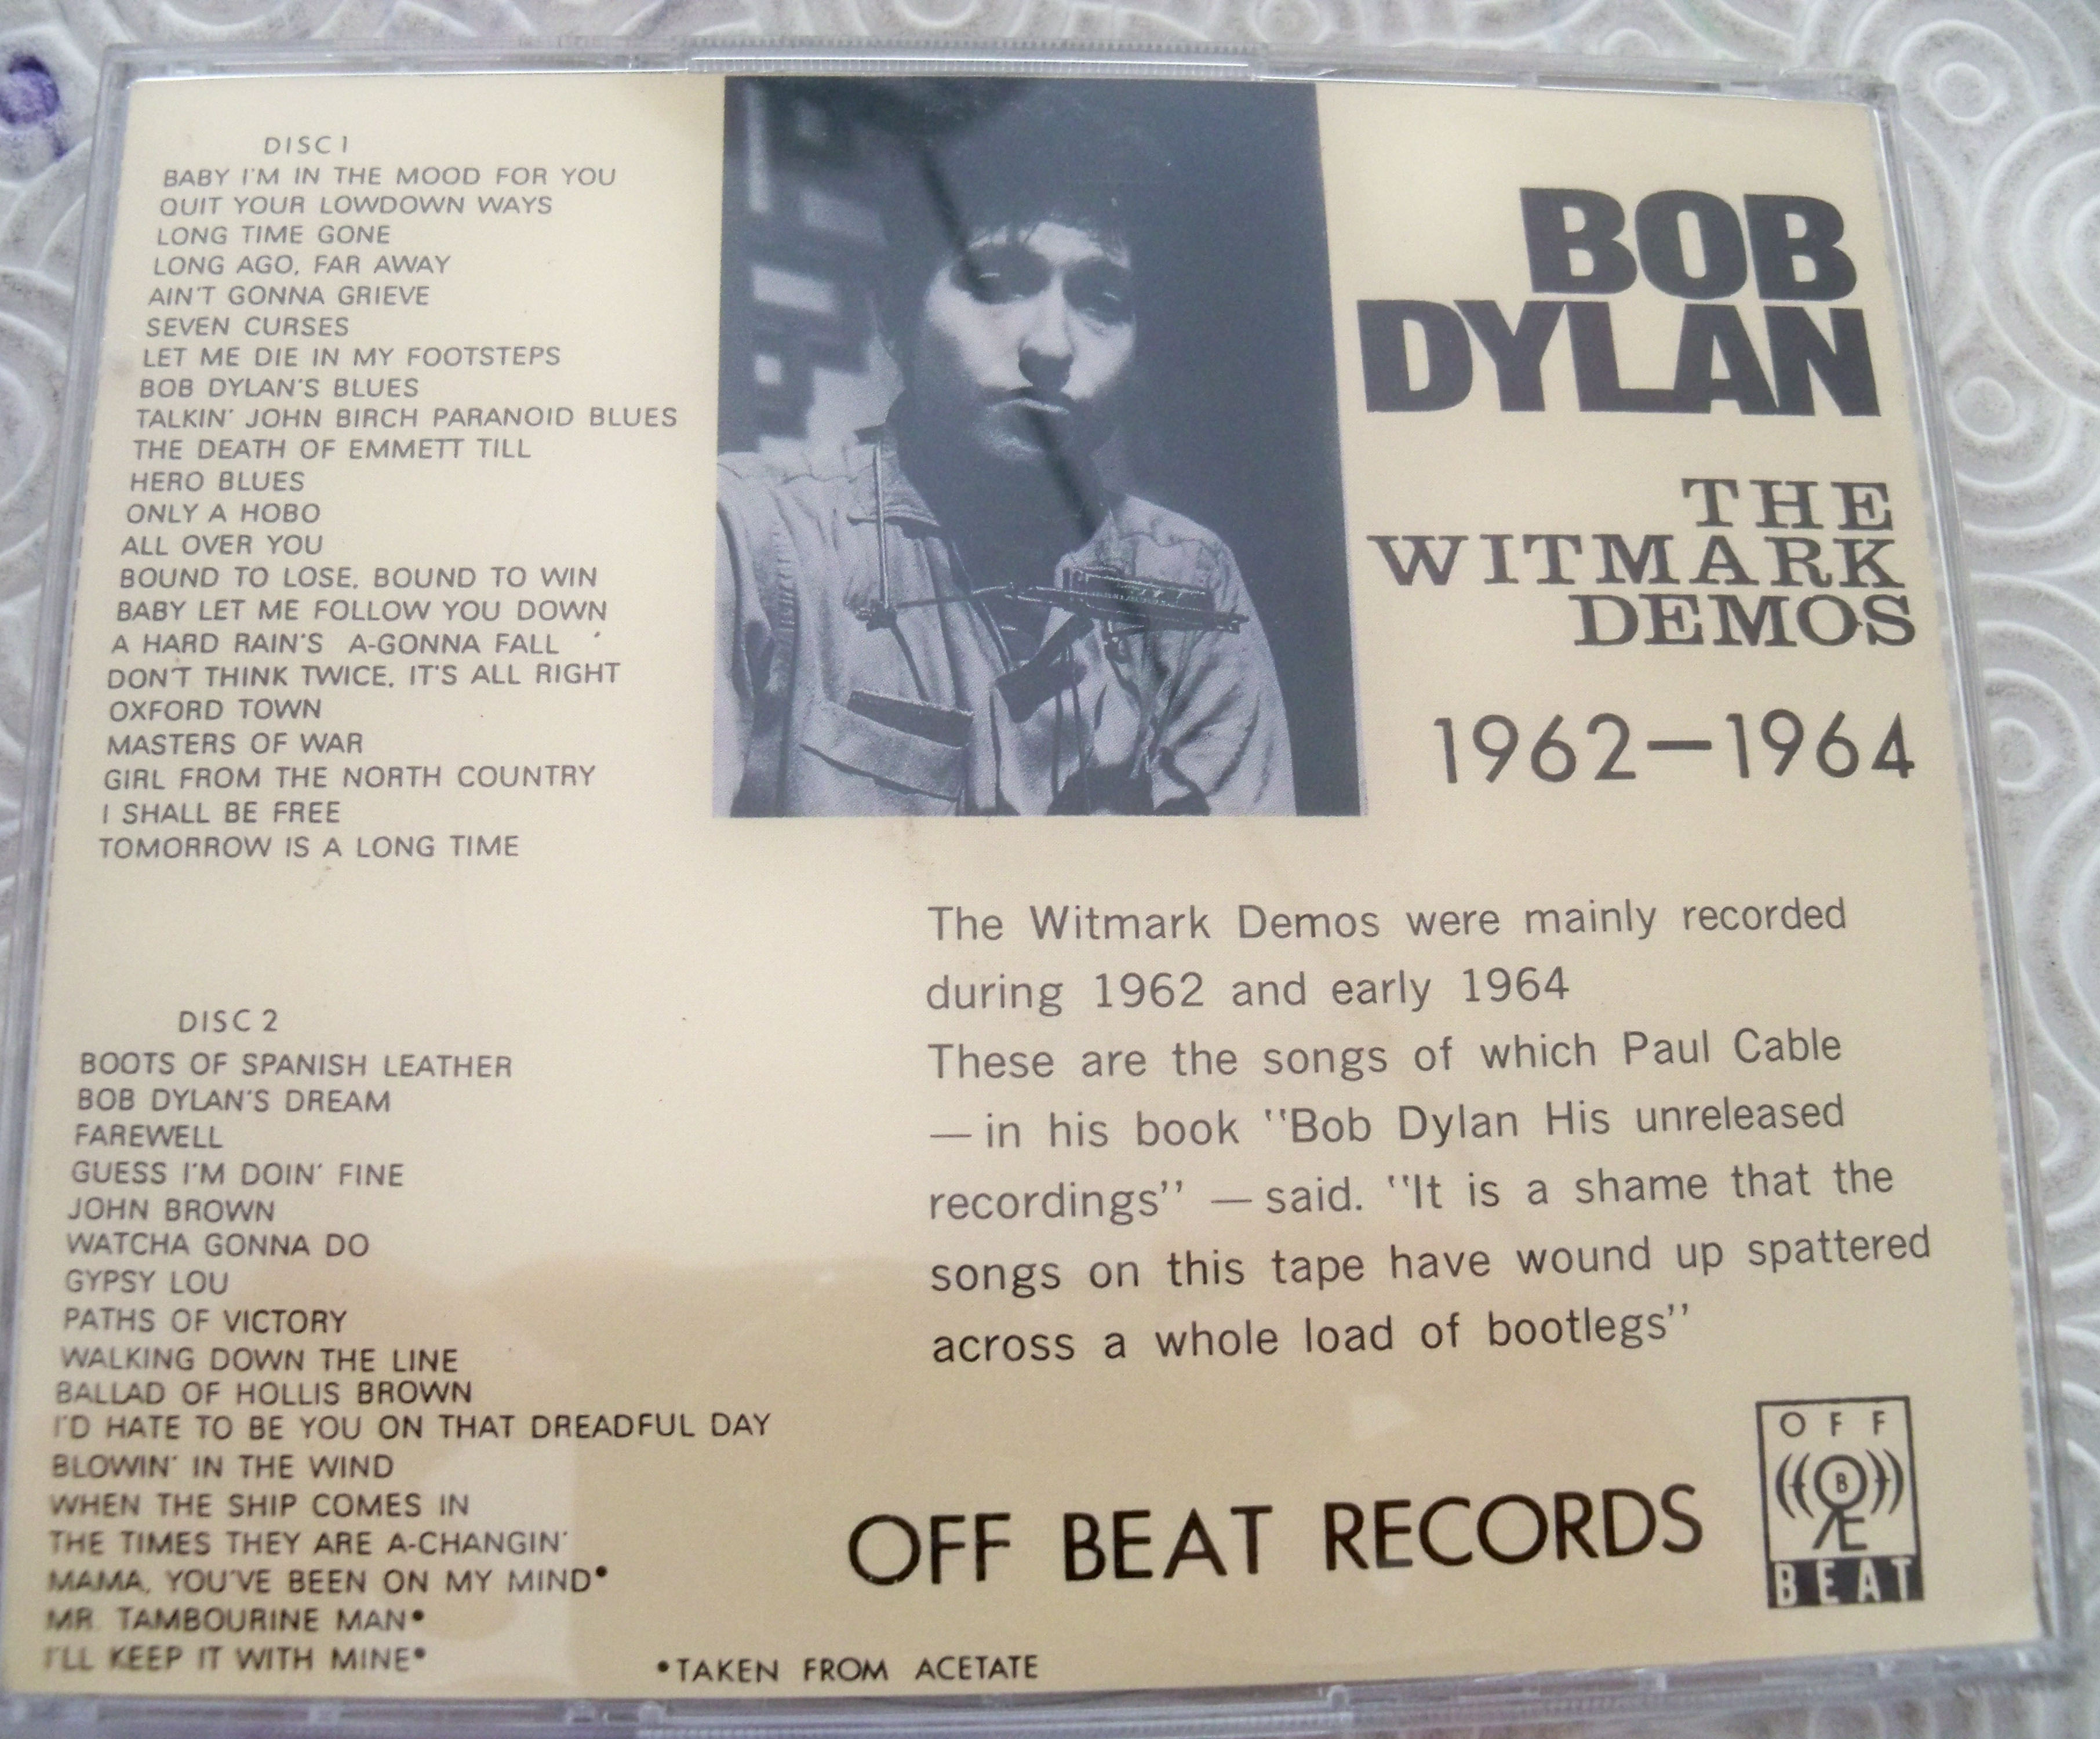 DISC 1
BABY I'M IN THE MOOD FOR YOU
QUIT YOUR LOWDOWN WAYS
LONG TIME GONE
LONG AGO, FAR AWAY
AIN'T GONNA GRIEVE
SEVEN CURSES
LET ME DIE IN MY FOOTSTEPS
BOB DYLAN'S BLUES
TALKIN' JOHN BIRCH PARANOID BLUES
THE DEATH OF EMMETT TILL
HERO BLUES
ONLY A HOBO
ALL OVER YOU
BOUND TO LOSE, BOUND TO WIN
BABY LET ME FOLLOW YOU DOWN
A HARD RAIN'S A-GONNA FALL
DON'T THINK TWICE, IT'S ALL RIGHT
OXFORD TOWN
MASTERS OF WAR
GIRL FROM THE NORTH COUNTRY
I SHALL BE FREE
TOMORROW IS A LONG TIME
DISC 2
BOOTS OF SPANISH LEATHER
BOB DYLAN'S DREAM
FAREWELL
GUESS I'M DOIN' FINE
JOHN BROWN
WATCHA GONNA DO
GYPSY LOU
PATHS OF VICTORY
WALKING DOWN THE LINE
BALLAD OF HOLLIS BROWN
I'D HATE TO BE YOU ON THAT DREADFUL DAY
BLOWIN' IN THE WIND
WHEN THE SHIP COMES IN
THE TIMES THEY ARE A-CHANGIN'
MAMA, YOU'VE BEEN ON MY MIND•
MR. TAMBOURINE MAN•
I'LL KEEP IT WITH MINE•
•TAKEN FROM ACETATE
BOB
DYLAN
THE
WITMARK
DEMOS
1962—1964
The Witmark Demos were mainly recorded
during 1962 and early 1964
These are the songs of which Paul Cable
— in his book "Bob Dylan His unreleased
recordings" — said. "It is a shame that the
songs on this tape have wound up spattered
across a whole load of bootlegs"
OFF BEAT RECORDS
OFF
B
BEAT